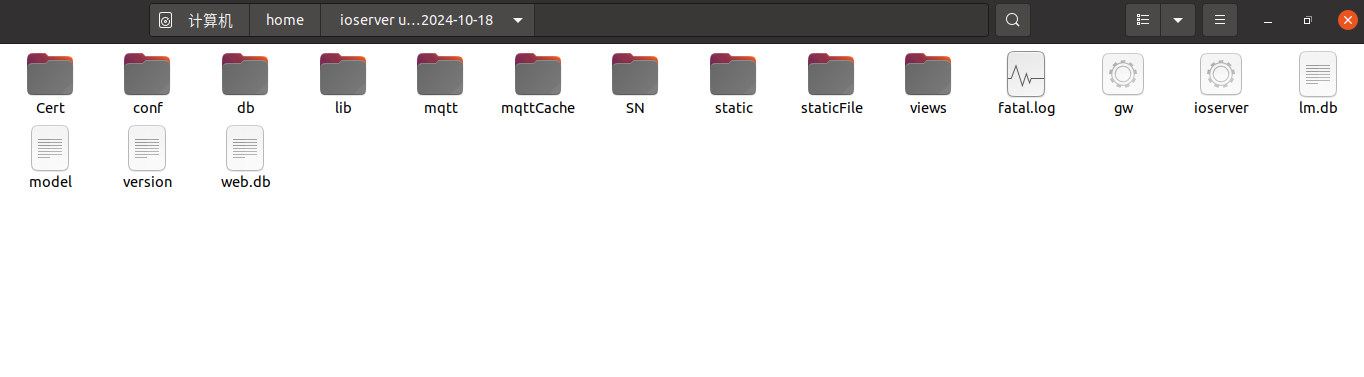 计算机 home ioserver u...2024-10-18
Cert conf db lib mqtt mqttCache SN static staticFile views fatal.log gw ioserver lm.db
model version web.db